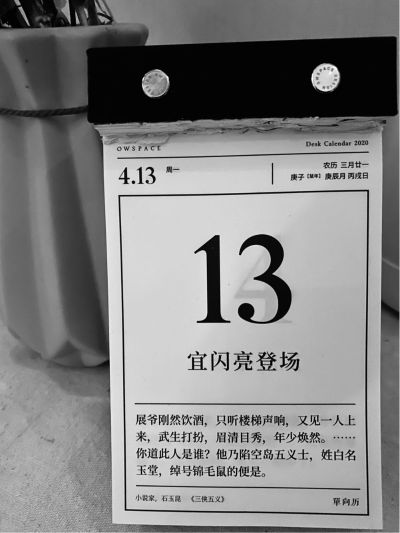 OWSPACE Desk Calendar 2020
4.13 周一
农历 三月廿一
庚子【鼠年】庚辰月 丙戌日
13
宜闪亮登场
展爷刚然饮酒，只听楼梯声响，又见一人上
来，武生打扮，眉清目秀，年少焕然。……
你道此人是谁？他乃陷空岛五义士，姓白名
玉堂，绰号锦毛鼠的便是。
小说家，石玉昆 《三侠五义》
單向历